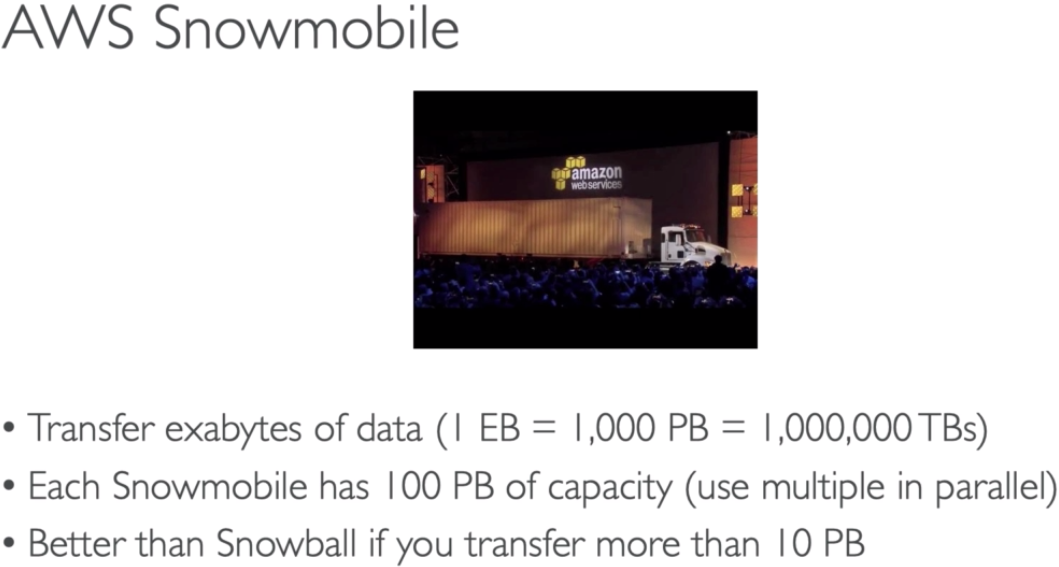 AWS Snowmobile
amazon
webservices
• Transfer exabytes of data (1 EB = 1,000 PB = 1,000,000 TBs)
• Each Snowmobile has 100 PB of capacity (use multiple in parallel)
• Better than Snowball if you transfer more than 10 PB